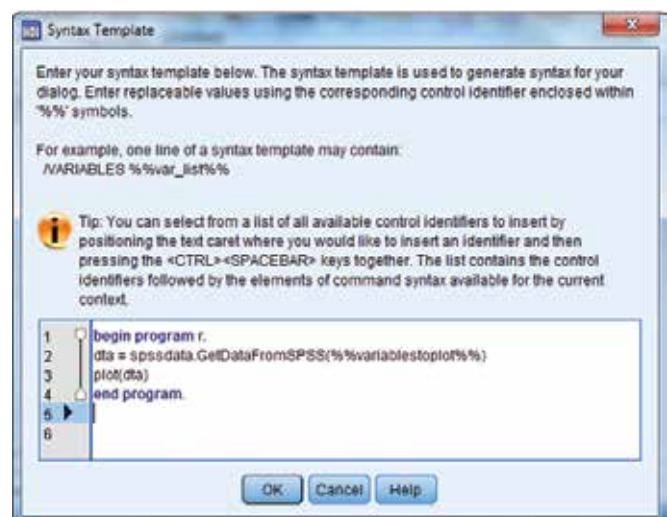 Syntax Template
Enter your syntax template below. The syntax template is used to generate syntax for your
dialog. Enter replaceable values using the corresponding control identifier enclosed within
'%%' symbols.
For example, one line of a syntax template may contain:
/VARIABLES %%var_list%%
Tip: You can select from a list of all available control identifiers to insert by
positioning the text caret where you would like to insert an identifier and then
pressing the <CTRL><SPACEBAR> keys together. The list contains the control
identifiers followed by the elements of command syntax available for the current
context.
1 begin program r.
2 dta = spssdata.GetDataFromSPSS(%%variablestoplot%%)
3 plot(dta)
4 end program.
5
6
OK Cancel Help